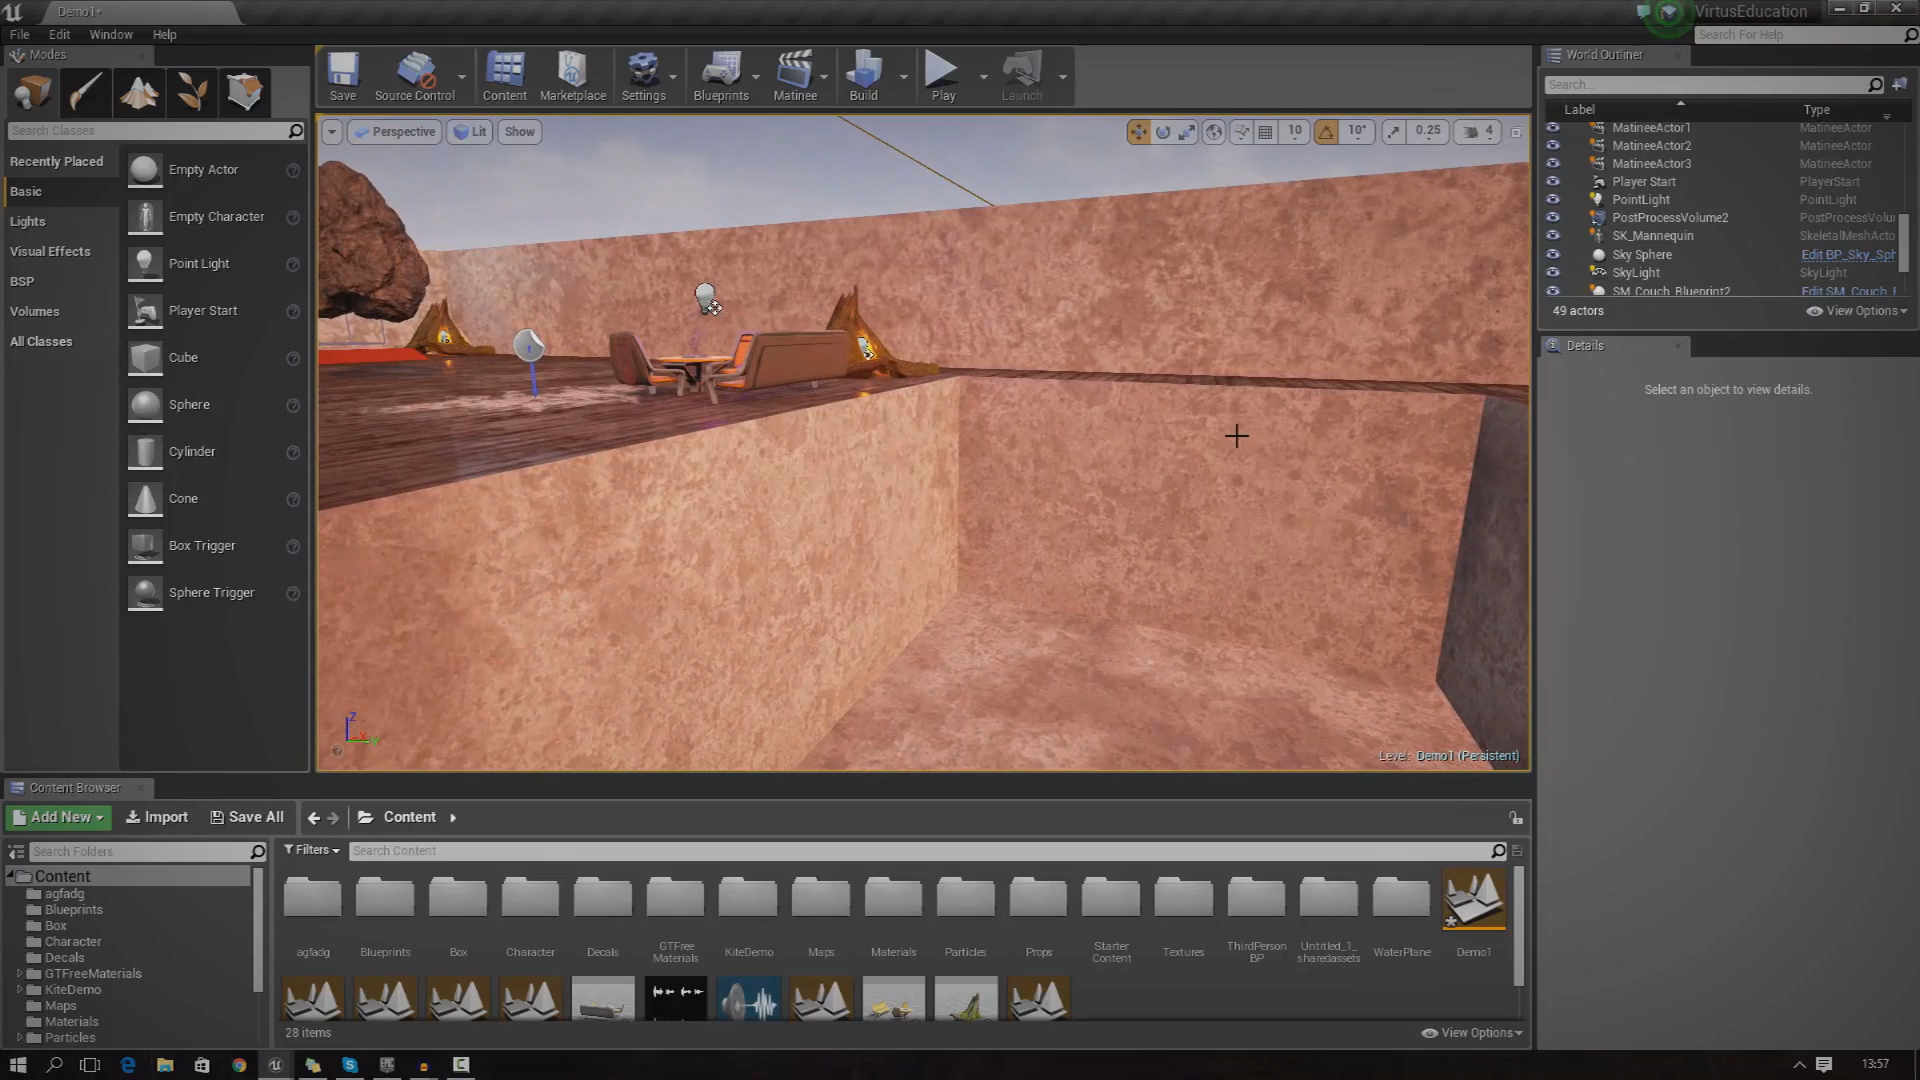 Demo1*
VirtusEducation
File Edit Window Help
Search For Help
Modes
Save
Source Control
Content
Marketplace
Settings
Blueprints
Matinee
Build
Play
Launch
World Outliner
Search...
Label Type
MatineeActor1 MatineeActor
MatineeActor2 MatineeActor
MatineeActor3 MatineeActor
Player Start PlayerStart
PointLight PointLight
PostProcessVolume2 PostProcessVolu
SK_Mannequin SkeletalMeshActo
Sky Sphere Edit BP_Sky_Sph
SkyLight SkyLight
SM_Couch_Blueprint2 Edit SM_Couch_
49 actors View Options
Details
Select an object to view details.
Search Classes
Recently Placed
Basic
Lights
Visual Effects
BSP
Volumes
All Classes
Empty Actor
Empty Character
Point Light
Player Start
Cube
Sphere
Cylinder
Cone
Box Trigger
Sphere Trigger
Perspective Lit Show
10 10° 0.25 4
Z
Level: Demo1 (Persistent)
Content Browser
Add New Import Save All Content
Search Folders
Filters Search Content
Content
agfadg
Blueprints
Box
Character
Decals
GTFreeMaterials
KiteDemo
Maps
Materials
Particles
agfadg
Blueprints
Box
Character
Decals
GTFree
Materials
KiteDemo
Maps
Materials
Particles
Props
Starter
Content
Textures
ThirdPerson
BP
Untitled_1_
sharedassets
WaterPlane
Demo1
28 items View Options
EPIC
13:57